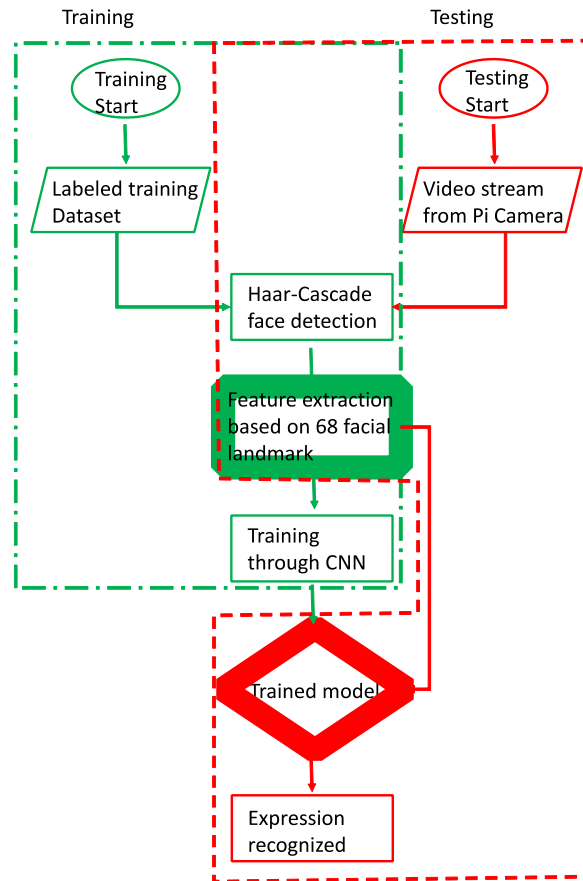 Training
Testing
Training
Start
Testing
Start
Labeled training
Dataset
Video stream
from Pi Camera
Haar-Cascade
face detection
Feature extraction
based on 68 facial
landmark
Training
through CNN
Trained model
Expression
recognized